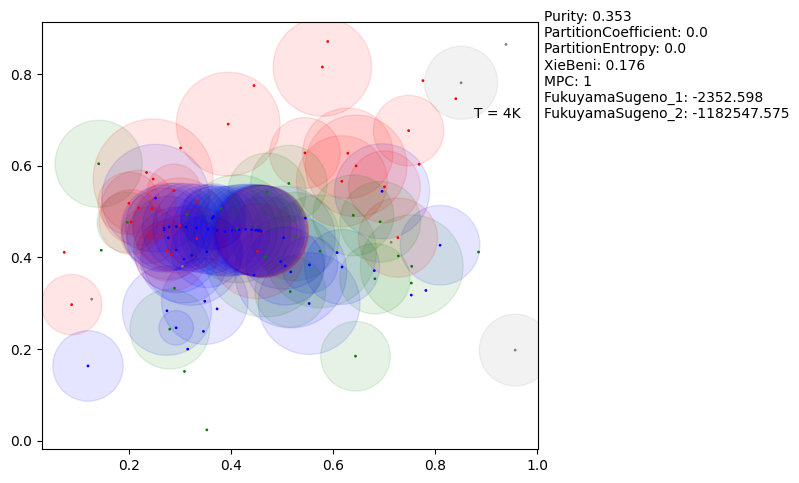 Purity: 0.353
PartitionCoefficient: 0.0
PartitionEntropy: 0.0
XieBeni: 0.176
MPC: 1
FukuyamaSugeno_1: -2352.598
FukuyamaSugeno_2: -1182547.575
T = 4K
0.8
0.6
0.4
0.2
0.0
0.2
0.4
0.6
0.8
1.0